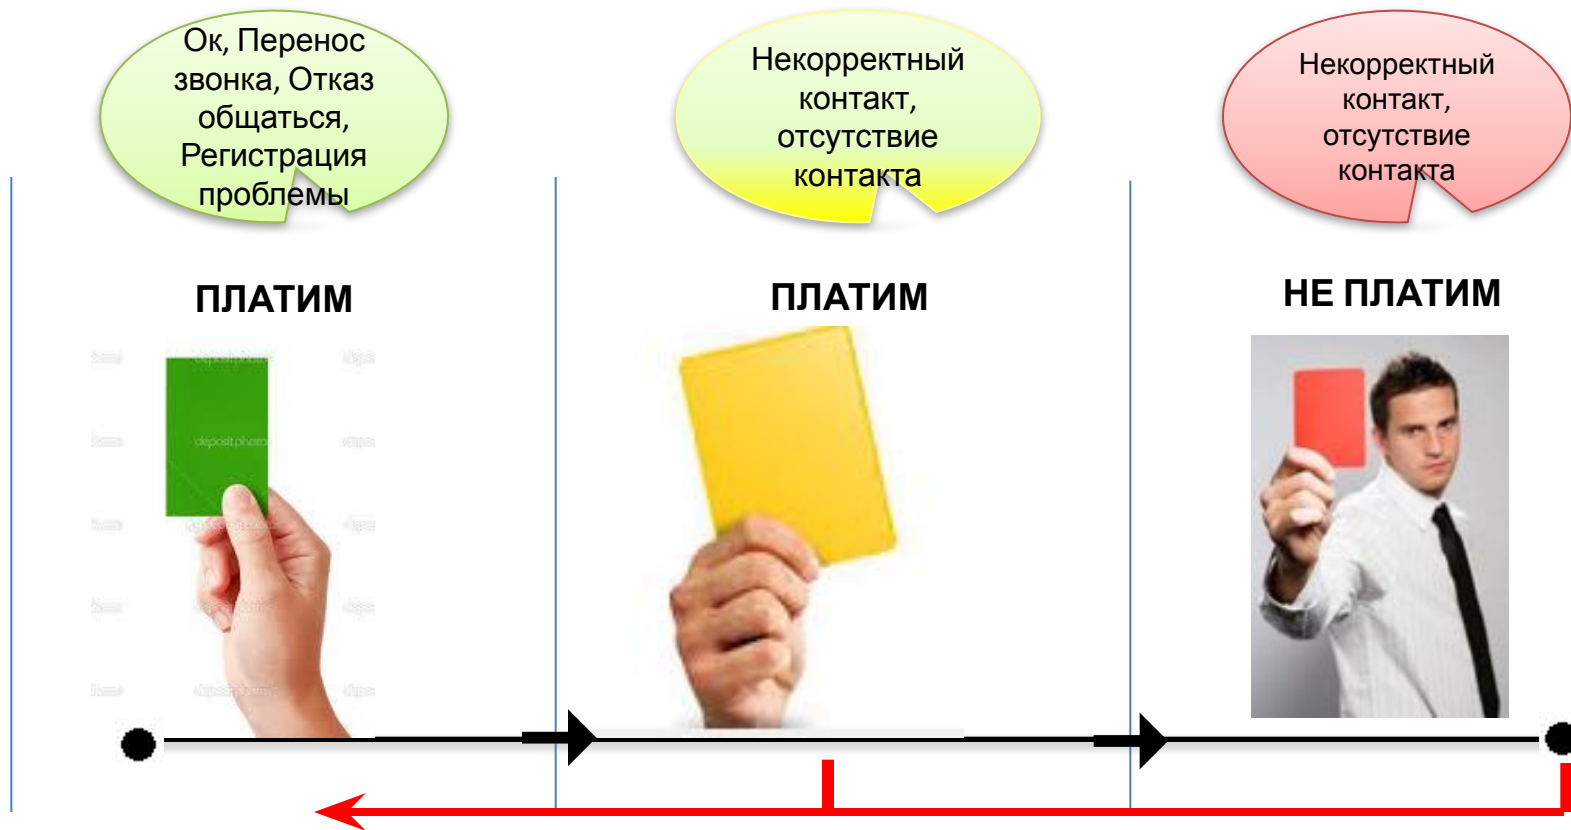 Ок, Перенос
звонка, Отказ
общаться,
Регистрация
проблемы
Некорректный
контакт,
отсутствие
контакта
Некорректный
контакт,
отсутствие
контакта
ПЛАТИМ
ПЛАТИМ
НЕ ПЛАТИМ
depositphotos